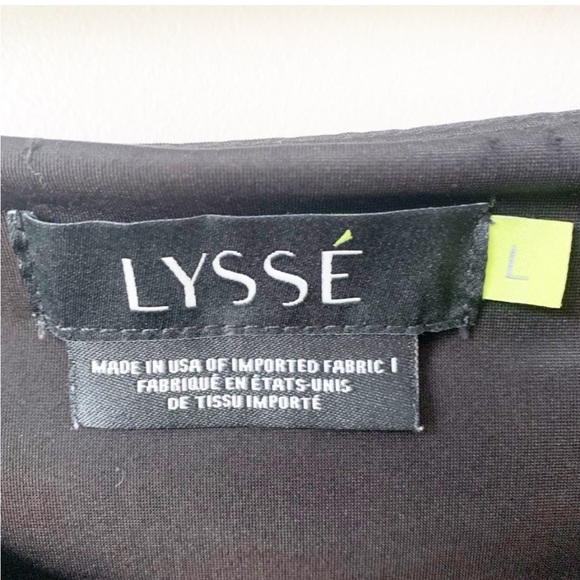 LYSSÉ
L
MADE IN USA OF IMPORTED FABRIC |
FABRIQUÉ EN ÉTATS-UNIS
DE TISSU IMPORTÉ